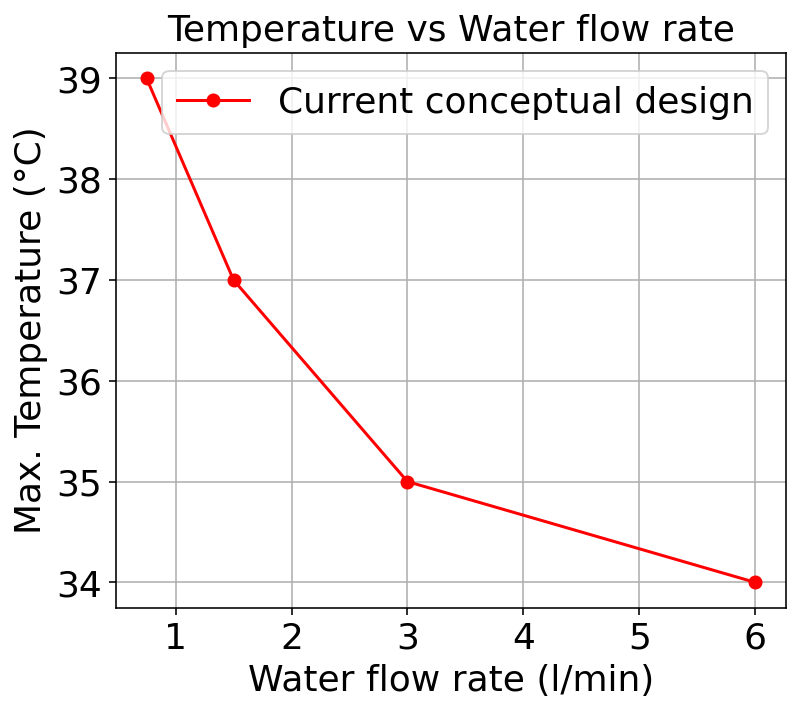 Temperature vs Water flow rate
Current conceptual design
Max. Temperature (°C)
39
38
37
36
35
34
1 2 3 4 5 6
Water flow rate (l/min)